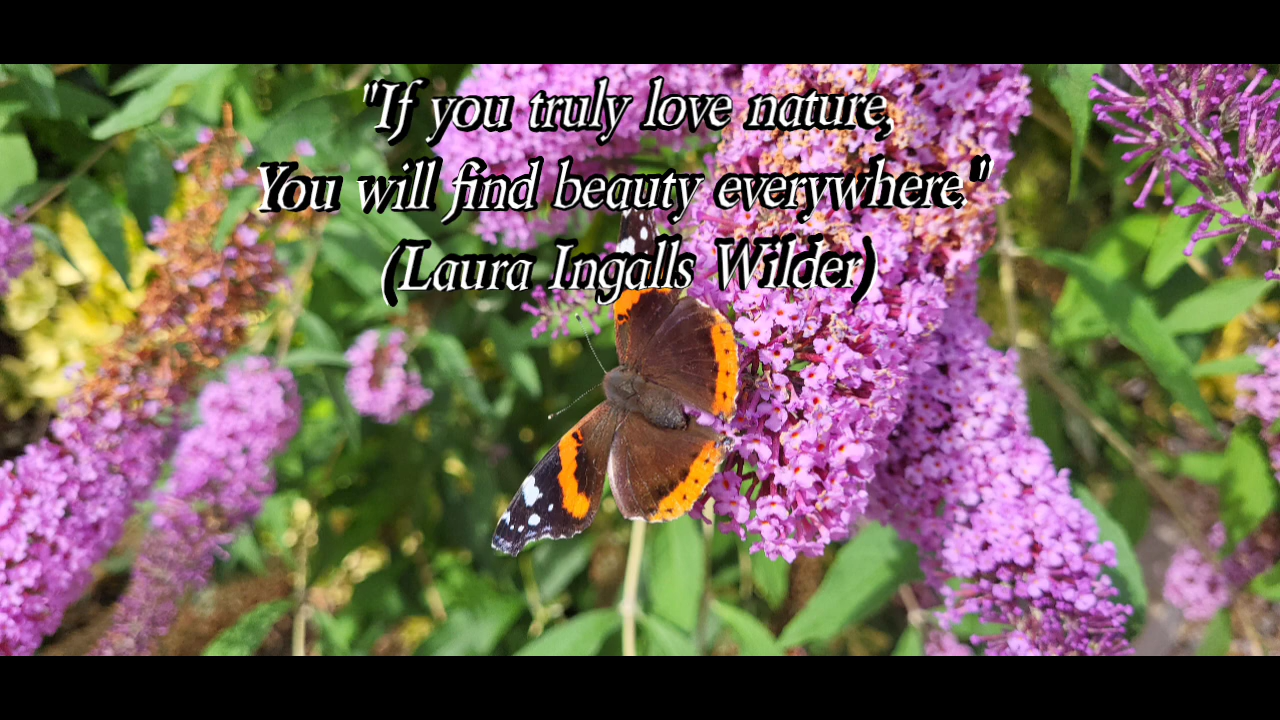 "If you truly love nature,
You will find beauty everywhere."
(Laura Ingalls Wilder)